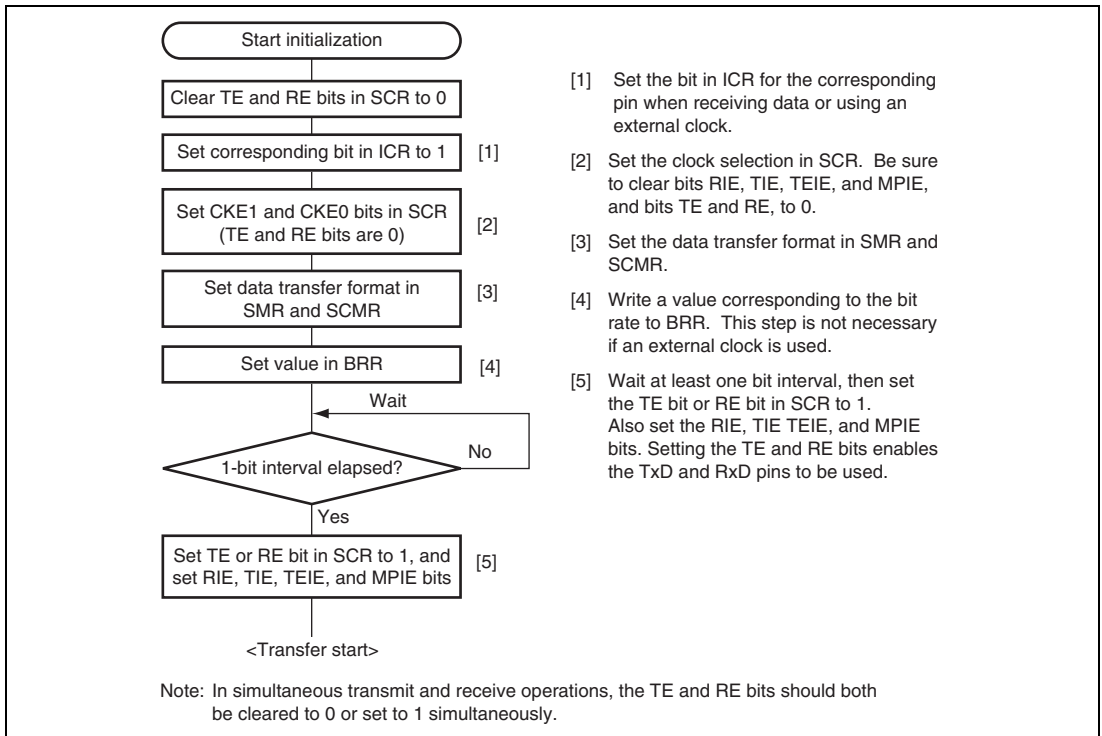 Start initialization
Clear TE and RE bits in SCR to 0
Set corresponding bit in ICR to 1
[1]
Set CKE1 and CKE0 bits in SCR
(TE and RE bits are 0)
[2]
Set data transfer format in
SMR and SCMR
[3]
Set value in BRR
[4]
Wait
No
1-bit interval elapsed?
Yes
Set TE or RE bit in SCR to 1, and
set RIE, TIE, TEIE, and MPIE bits
[5]
<Transfer start>
[1] Set the bit in ICR for the corresponding
pin when receiving data or using an
external clock.
[2] Set the clock selection in SCR. Be sure
to clear bits RIE, TIE, TEIE, and MPIE,
and bits TE and RE, to 0.
[3] Set the data transfer format in SMR and
SCMR.
[4] Write a value corresponding to the bit
rate to BRR. This step is not necessary
if an external clock is used.
[5] Wait at least one bit interval, then set
the TE bit or RE bit in SCR to 1.
Also set the RIE, TIE TEIE, and MPIE
bits. Setting the TE and RE bits enables
the TxD and RxD pins to be used.
Note: In simultaneous transmit and receive operations, the TE and RE bits should both
be cleared to 0 or set to 1 simultaneously.